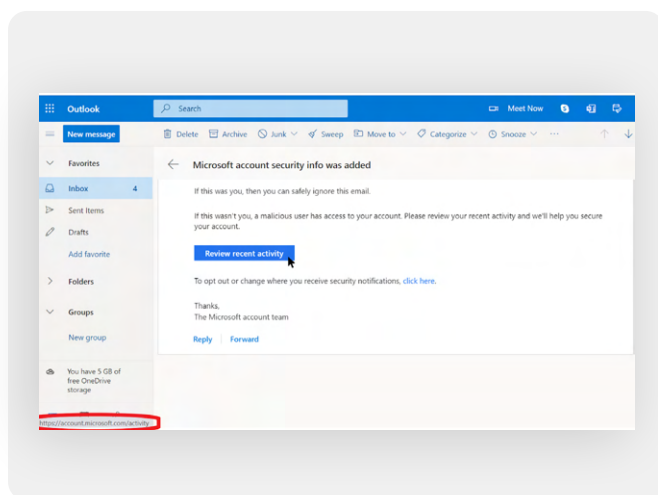 Outlook
Search
Meet Now
New message
Delete Archive Junk Sweep Move to Categorize Snooze ...
Favorites
Microsoft account security info was added
Inbox 4
If this was you, then you can safely ignore this email.
Sent Items
If this wasn't you, a malicious user has access to your account. Please review your recent activity and we'll help you secure
your account.
Drafts
Add favorite
Review recent activity
Folders
To opt out or change where you receive security notifications, click here.
Groups
Thanks,
The Microsoft account team
New group
Reply Forward
You have 5 GB of
free OneDrive
storage
https://account.microsoft.com/activity